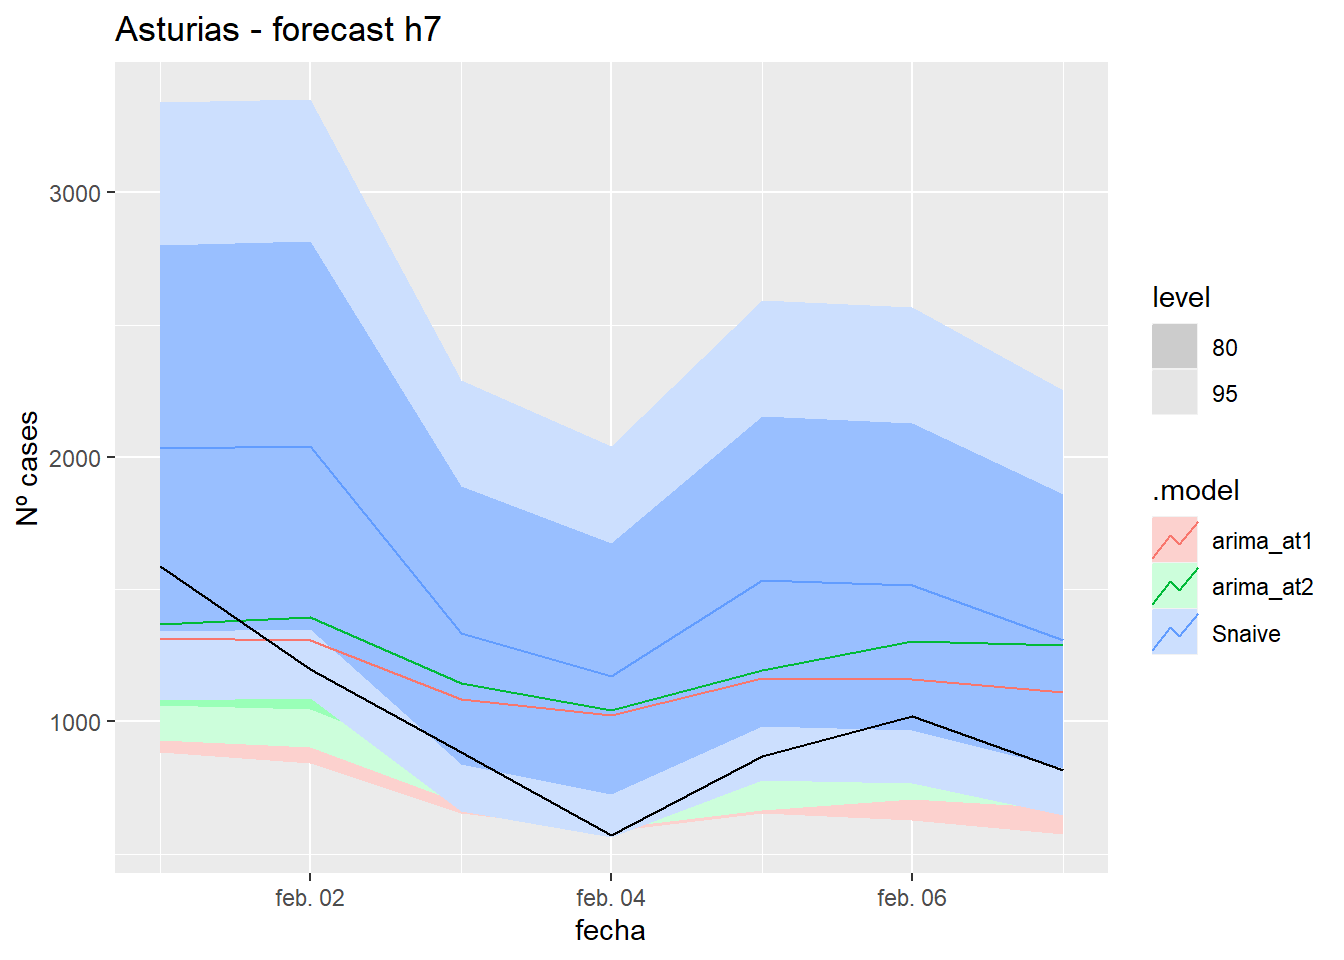 Asturias - forecast h7
Nº cases
3000
2000
1000
feb. 02
feb. 04
feb. 06
fecha
level
80
95
.model
arima_at1
arima_at2
Snaive